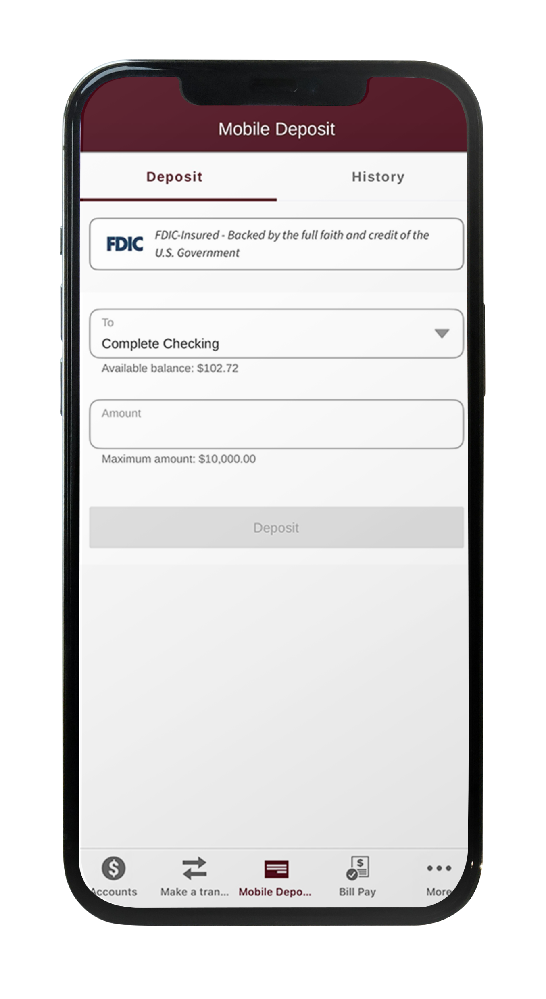 Mobile Deposit
Deposit
History
FDIC
FDIC-Insured - Backed by the full faith and credit of the
U.S. Government
To
Complete Checking
Available balance: $102.72
Amount
Maximum amount: $10,000.00
Deposit
$
$
Accounts
Make a tran...
Mobile Depo...
Bill Pay
More